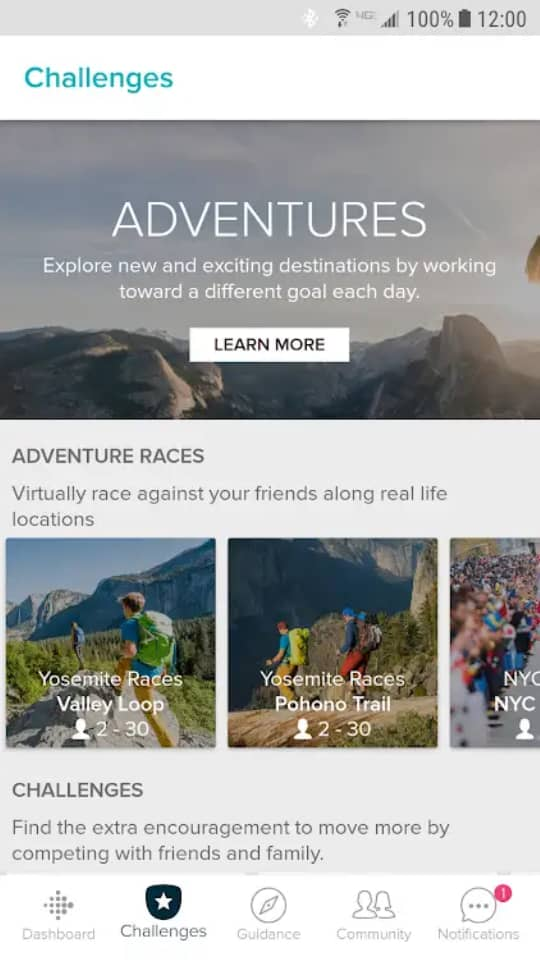 4G 100% 12:00
Challenges
ADVENTURES
Explore new and exciting destinations by working
toward a different goal each day.
LEARN MORE
ADVENTURE RACES
Virtually race against your friends along real life
locations
Yosemite Races
Valley Loop
2 - 30
Yosemite Races
Pohono Trail
2 - 30
NYC
NYC
CHALLENGES
Find the extra encouragement to move more by
competing with friends and family.
1
Dashboard
Challenges
Guidance
Community
Notifications